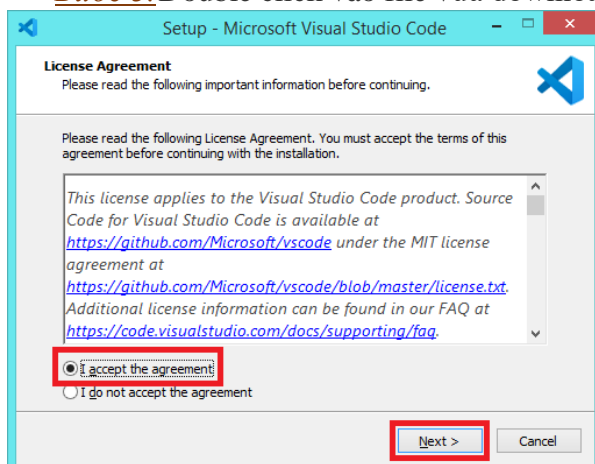 Double click vào file vừa
Setup - Microsoft Visual Studio Code
License Agreement
Please read the following important information before continuing.
Please read the following License Agreement. You must accept the terms of this
agreement before continuing with the installation.
This license applies to the Visual Studio Code product. Source
Code for Visual Studio Code is available at
https://github.com/Microsoft/vscode under the MIT license
agreement at
https://github.com/Microsoft/vscode/blob/master/license.txt.
Additional license information can be found in our FAQ at
https://code.visualstudio.com/docs/supporting/faq.
I accept the agreement
I do not accept the agreement
Next >
Cancel